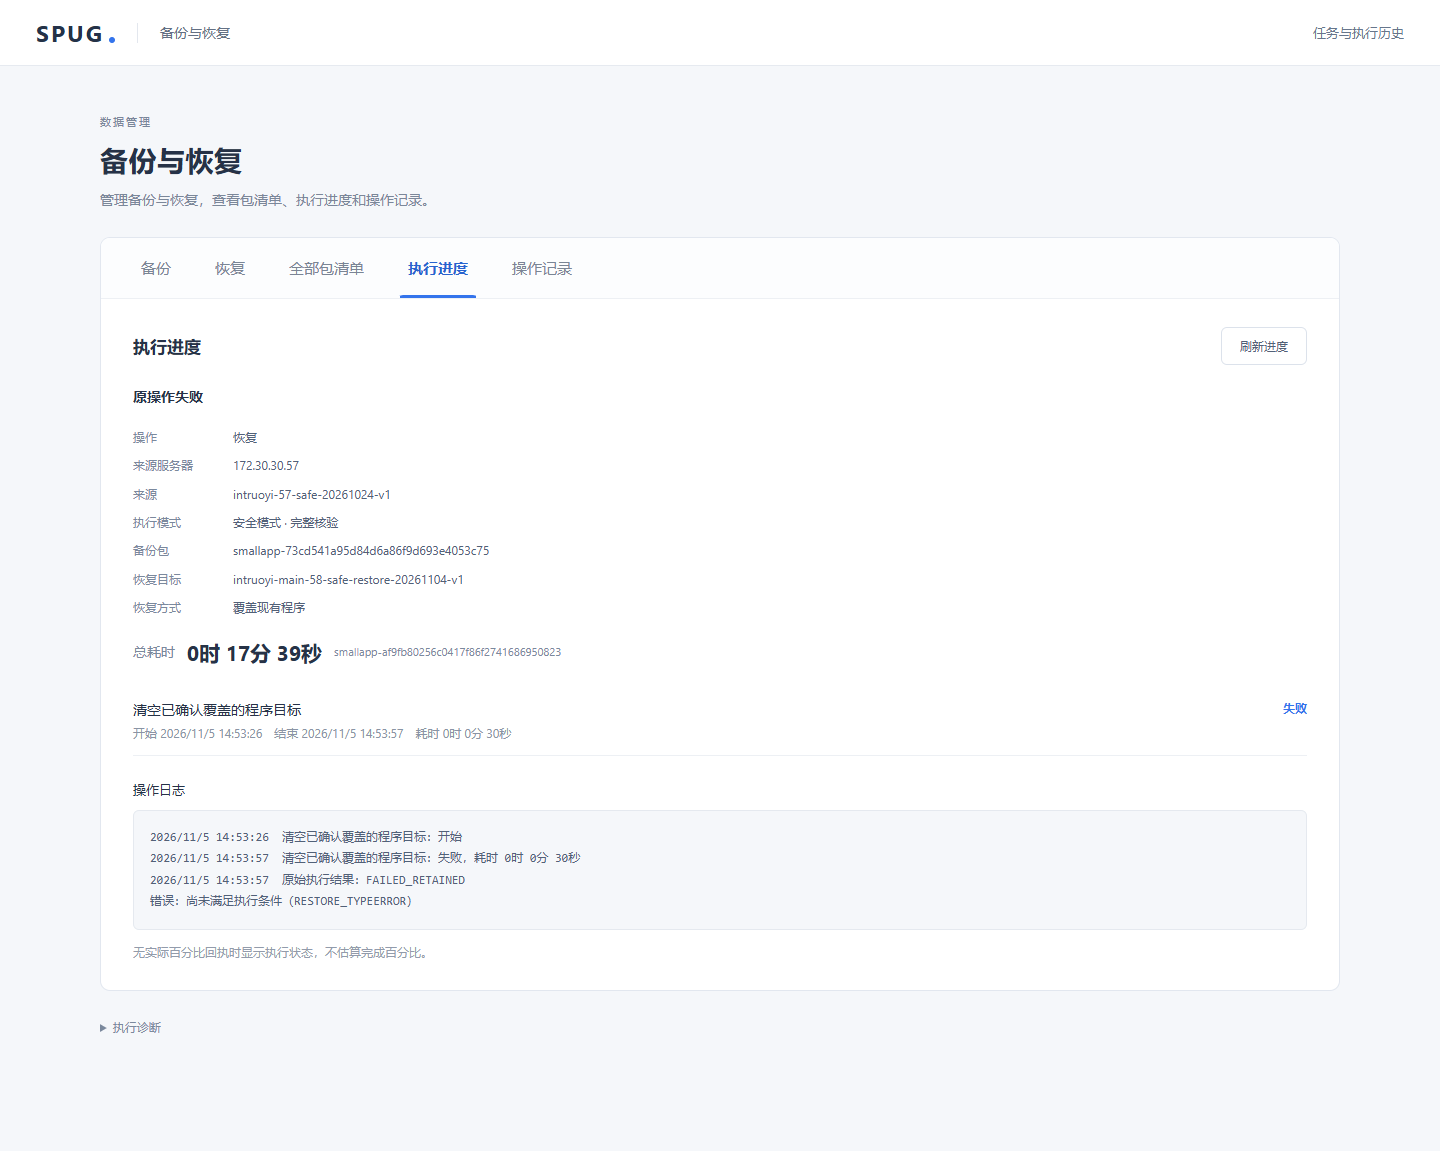 SPUG. 备份与恢复 任务与执行历史
数据管理
备份与恢复
管理备份与恢复，查看包清单、执行进度和操作记录。
备份 恢复 全部包清单 执行进度 操作记录
执行进度 刷新进度
原操作失败
操作 恢复
来源服务器 172.30.30.57
来源 intruoyi-57-safe-20261024-v1
执行模式 安全模式 · 完整核验
备份包 smallapp-73cd541a95d84d6a86f9d693e4053c75
恢复目标 intruoyi-main-58-safe-restore-20261104-v1
恢复方式 覆盖现有程序
总耗时 0时 17分 39秒 smallapp-af9fb80256c0417f86f2741686950823
清空已确认覆盖的程序目标 失败
开始 2026/11/5 14:53:26 结束 2026/11/5 14:53:57 耗时 0时 0分 30秒
操作日志
2026/11/5 14:53:26 清空已确认覆盖的程序目标：开始
2026/11/5 14:53:57 清空已确认覆盖的程序目标：失败，耗时 0时 0分 30秒
2026/11/5 14:53:57 原始执行结果：FAILED_RETAINED
错误：尚未满足执行条件（RESTORE_TYPEERROR）
无实际百分比回执时显示执行状态，不估算完成百分比。
▶ 执行诊断